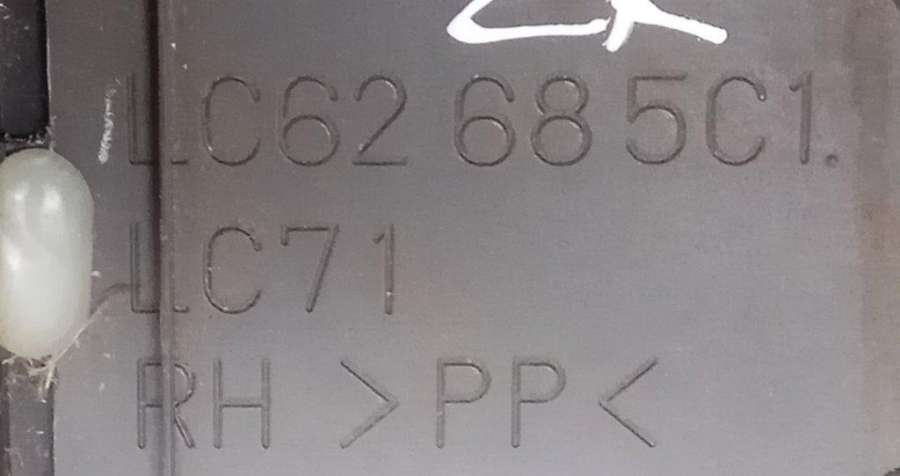 LC62 68 5C1.
LC71
RH >PP<